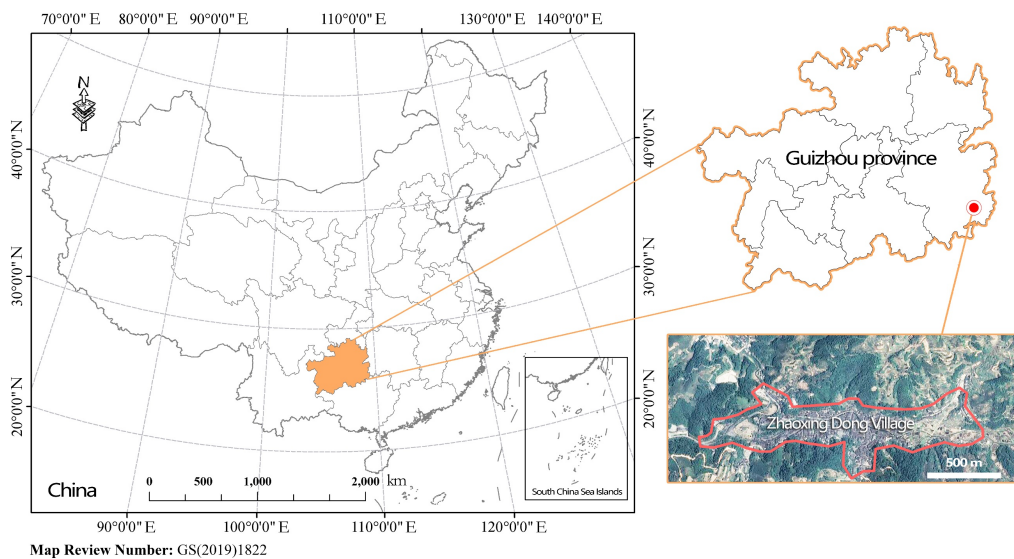 70°0'0" E 80°0'0" E 90°0'0" E 110°0'0" E 130°0'0" E 140°0'0" E
N
40°0'0" N
30°0'0" N
20°0'0" N
40°0'0" N
30°0'0" N
20°0'0" N
China
0 500 1,000 2,000 km
South China Sea Islands
90°0'0" E 100°0'0" E 110°0'0" E 120°0'0" E
Map Review Number: GS(2019)1822
Guizhou province
Zhaoxing Dong Village
500 m